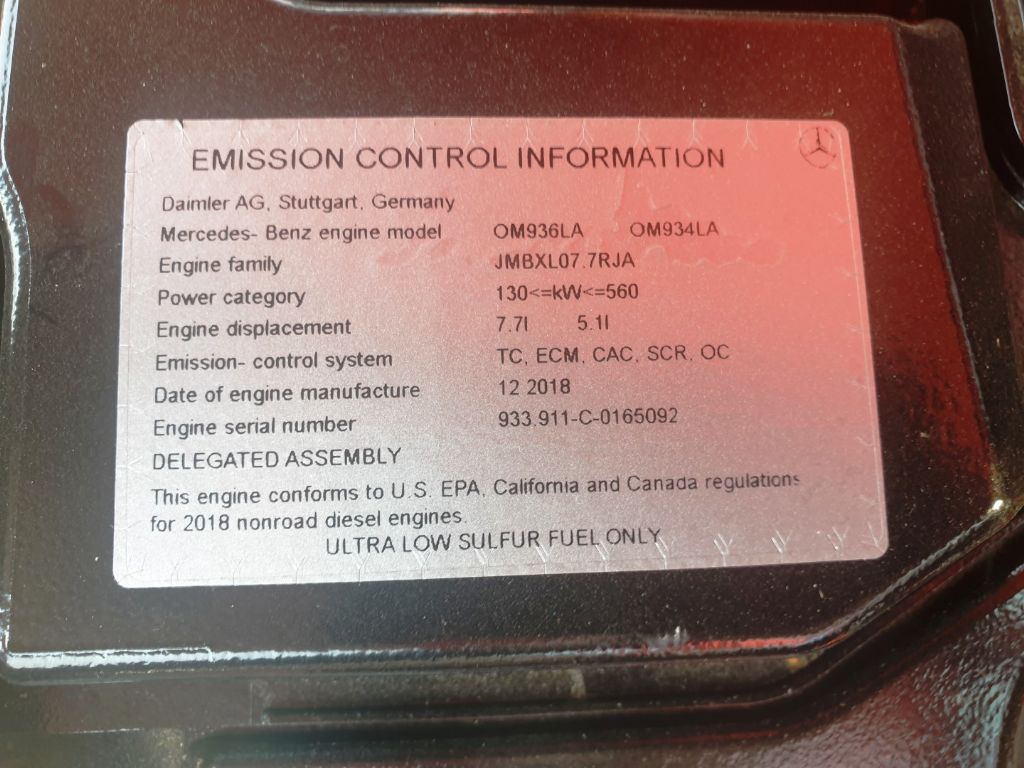 EMISSION CONTROL INFORMATION
Daimler AG, Stuttgart, Germany
Mercedes- Benz engine model OM936LA OM934LA
Engine family JMBXL07.7RJA
Power category 130<=kW<=560
Engine displacement 7.7l 5.1l
Emission- control system TC, ECM, CAC, SCR, OC
Date of engine manufacture 12 2018
Engine serial number 933.911-C-0165092
DELEGATED ASSEMBLY
This engine conforms to U.S. EPA, California and Canada regulations
for 2018 nonroad diesel engines.
ULTRA LOW SULFUR FUEL ONLY